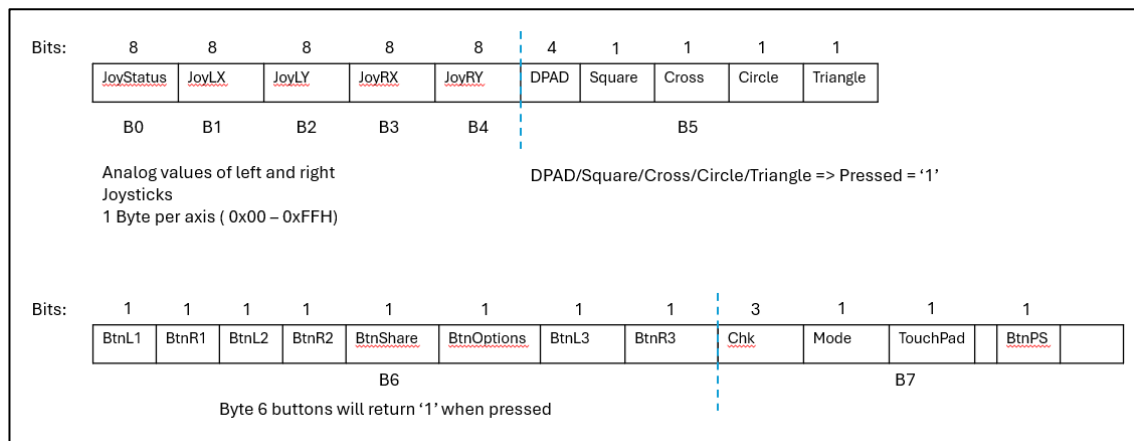 Bits: 8 8 8 8 8 4 1 1 1 1
JoyStatus JoyLX JoyLY JoyRX JoyRY DPAD Square Cross Circle Triangle
B0 B1 B2 B3 B4 B5
Analog values of left and right
Joysticks
1 Byte per axis ( 0x00 – 0xFFH)
DPAD/Square/Cross/Circle/Triangle => Pressed = ‘1’
Bits: 1 1 1 1 1 1 1 1 3 1 1 1
BtnL1 BtnR1 BtnL2 BtnR2 BtnShare BtnOptions BtnL3 BtnR3 Chk Mode TouchPad BtnPS
B6 B7
Byte 6 buttons will return ‘1’ when pressed